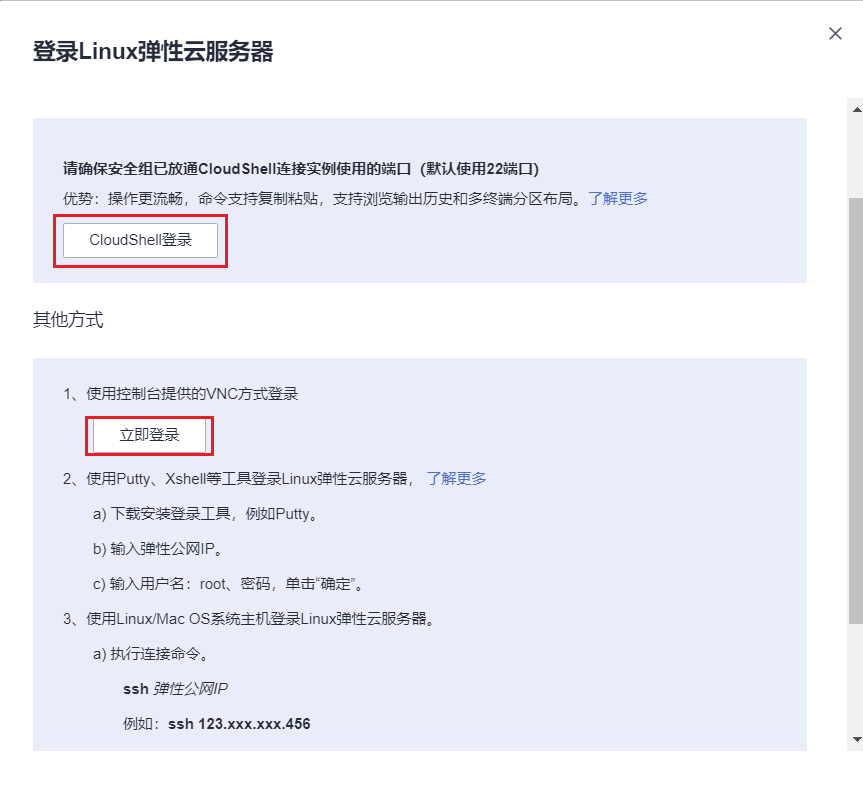 登录Linux弹性云服务器
请确保安全组已放通CloudShell连接实例使用的端口（默认使用22端口)
优势：操作更流畅，命令支持复制粘贴，支持浏览输出历史和多终端分区布局。了解更多
CloudShell登录
其他方式
1、使用控制台提供的VNC方式登录
立即登录
2、使用Putty、Xshell等工具登录Linux弹性云服务器， 了解更多
a) 下载安装登录工具，例如Putty。
b) 输入弹性公网IP。
c) 输入用户名：root、密码，单击“确定”。
3、使用Linux/Mac OS系统主机登录Linux弹性云服务器。
a) 执行连接命令。
ssh 弹性公网IP
例如：ssh 123.xxx.xxx.456